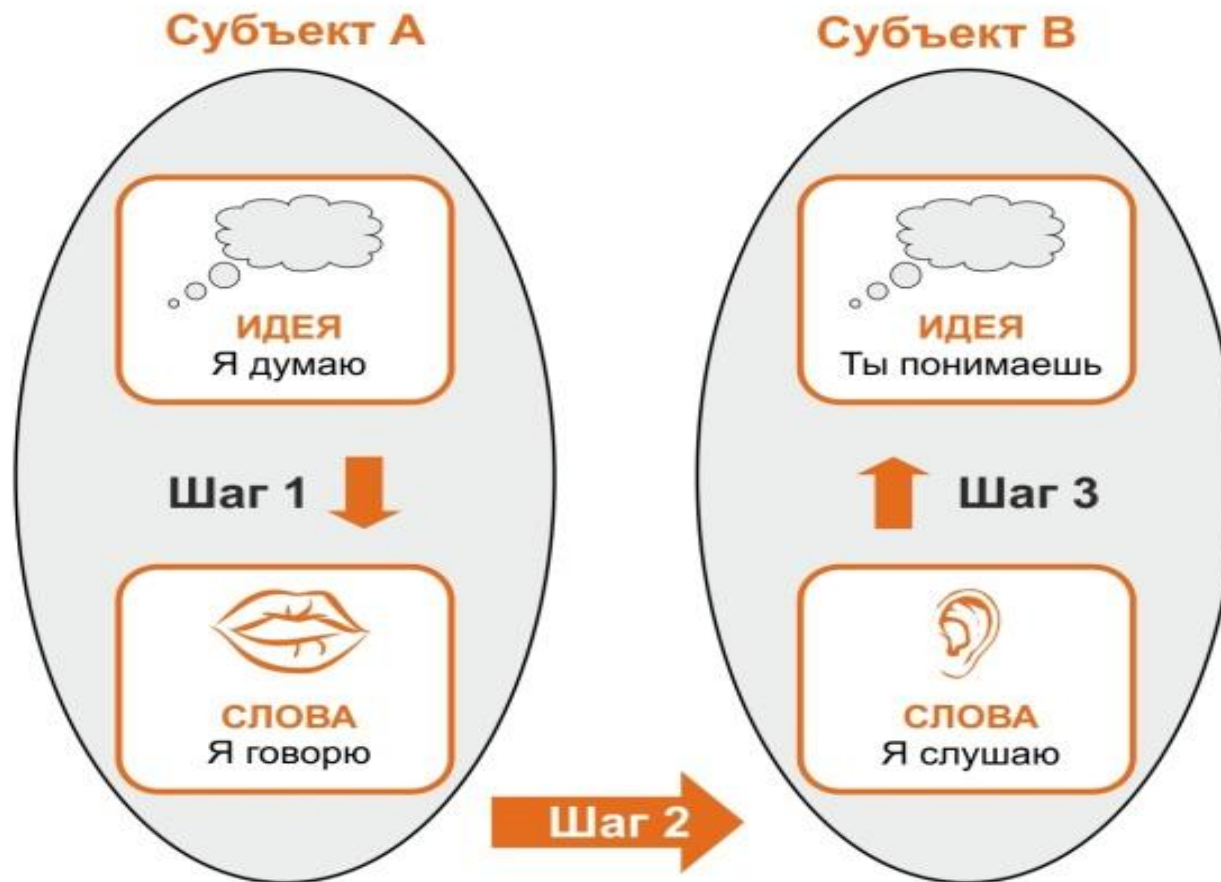 Субъект А
ИДЕЯ
Я думаю
Шаг 1
СЛОВА
Я говорю
Шаг 2
Субъект В
ИДЕЯ
Ты понимаешь
Шаг 3
СЛОВА
Я слушаю